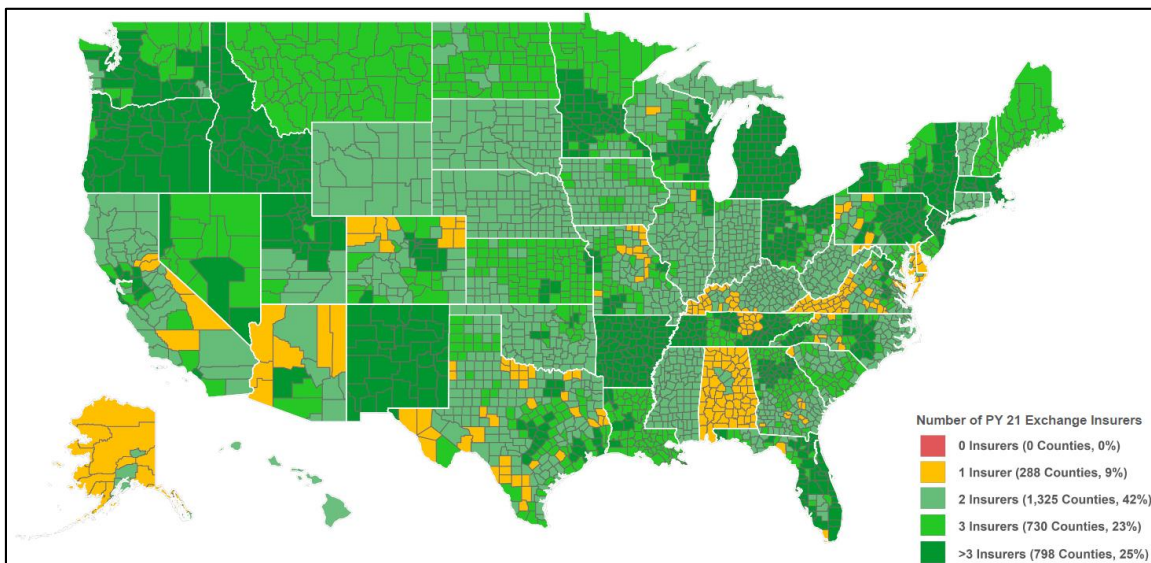 Number of PY 21 Exchange Insurers
0 Insurers (0 Counties, 0%)
1 Insurer (288 Counties, 9%)
2 Insurers (1,325 Counties, 42%)
3 Insurers (730 Counties, 23%)
>3 Insurers (798 Counties, 25%)